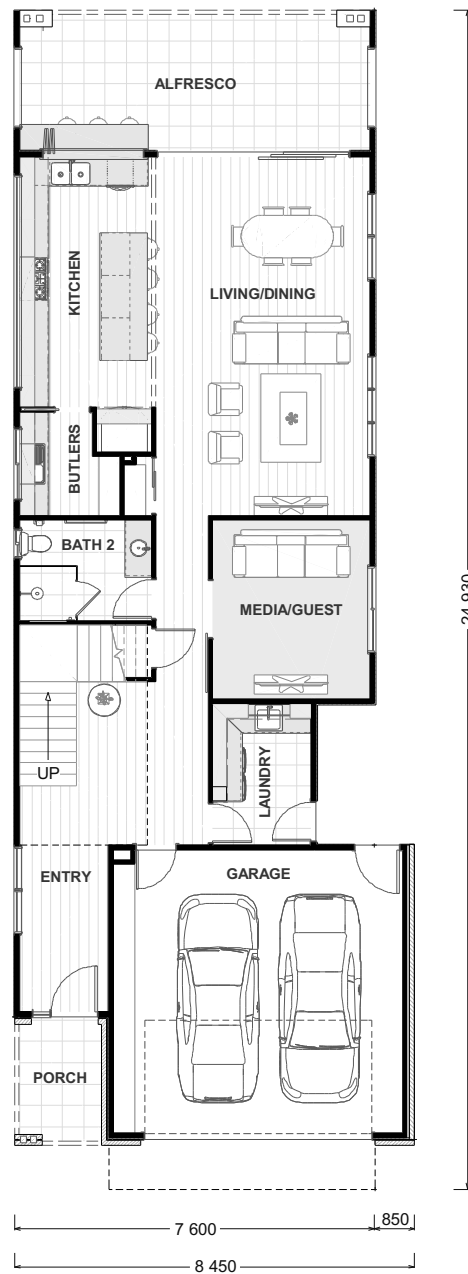 ALFRESCO
KITCHEN
LIVING/DINING
BUTLERS
BATH 2
MEDIA/GUEST
UP
LAUNDRY
ENTRY
GARAGE
PORCH
24 930
7 600
850
8 450